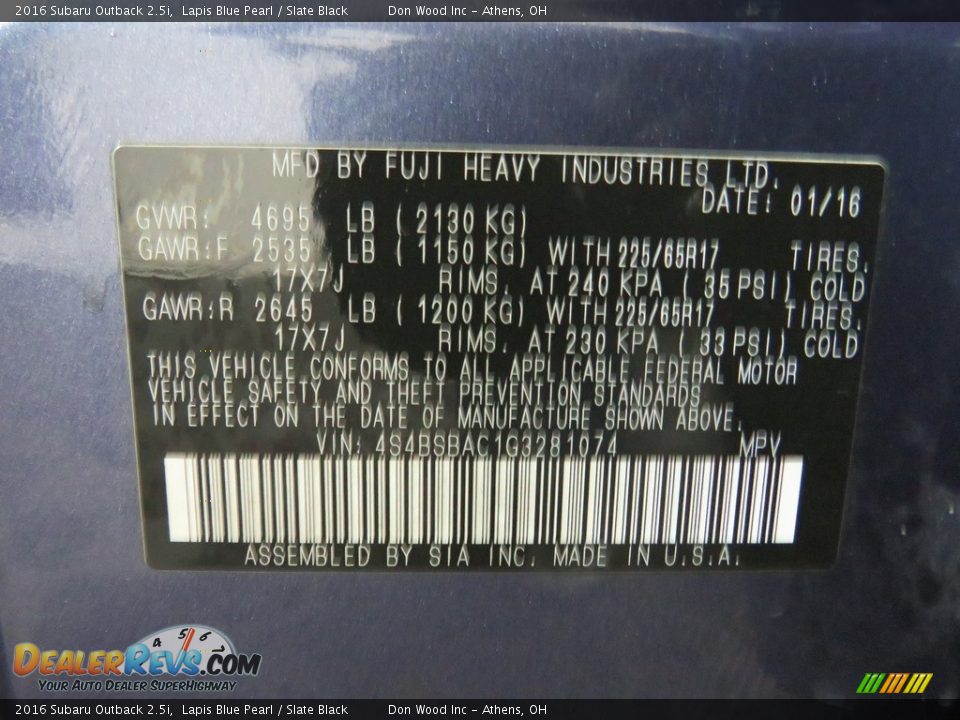 2016 Subaru Outback 2.5i, Lapis Blue Pearl / Slate Black Don Wood Inc - Athens, OH
MFD BY FUJI HEAVY INDUSTRIES LTD.
DATE: 01/16
GVWR: 4695 LB ( 2130 KG)
GAWR:F 2535 LB ( 1150 KG) WITH 225/65R17 TIRES,
17X7J RIMS, AT 240 KPA ( 35 PSI) COLD
GAWR:R 2645 LB ( 1200 KG) WITH 225/65R17 TIRES,
17X7J RIMS, AT 230 KPA ( 33 PSI) COLD
THIS VEHICLE CONFORMS TO ALL APPLICABLE FEDERAL MOTOR
VEHICLE SAFETY AND THEFT PREVENTION STANDARDS
IN EFFECT ON THE DATE OF MANUFACTURE SHOWN ABOVE.
VIN: 4S4BSBAC1G3281074 MPV
ASSEMBLED BY SIA INC. MADE IN U.S.A.
4 5 6
DEALERREVS.COM
YOUR AUTO DEALER SUPERHIGHWAY
2016 Subaru Outback 2.5i, Lapis Blue Pearl / Slate Black Don Wood Inc - Athens, OH